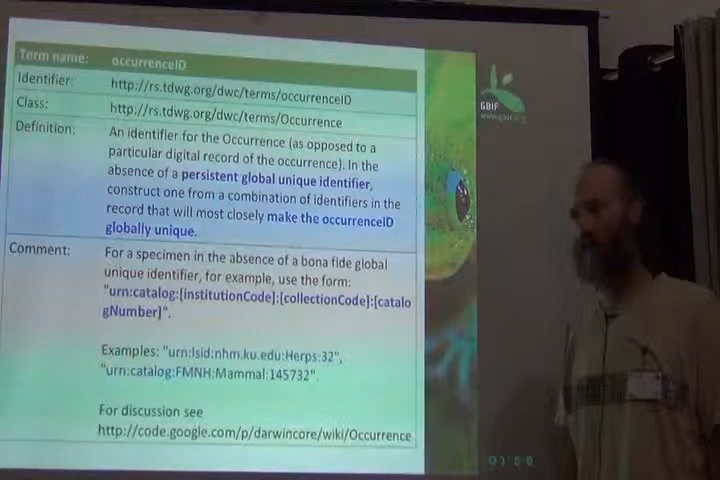 Term name: occurrenceID
Identifier: http://rs.tdwg.org/dwc/terms/occurrenceID
Class: http://rs.tdwg.org/dwc/terms/Occurrence
Definition: An identifier for the Occurrence (as opposed to a
particular digital record of the occurrence). In the
absence of a persistent global unique identifier,
construct one from a combination of identifiers in the
record that will most closely make the occurrenceID
globally unique.
Comment: For a specimen in the absence of a bona fide global
unique identifier, for example, use the form:
"urn:catalog:[institutionCode]:[collectionCode]:[catalo
gNumber]".
Examples: "urn:lsid:nhm.ku.edu:Herps:32",
"urn:catalog:FMNH:Mammal:145732".
For discussion see
http://code.google.com/p/darwincore/wiki/Occurrence
GBIF
www.gbif.org